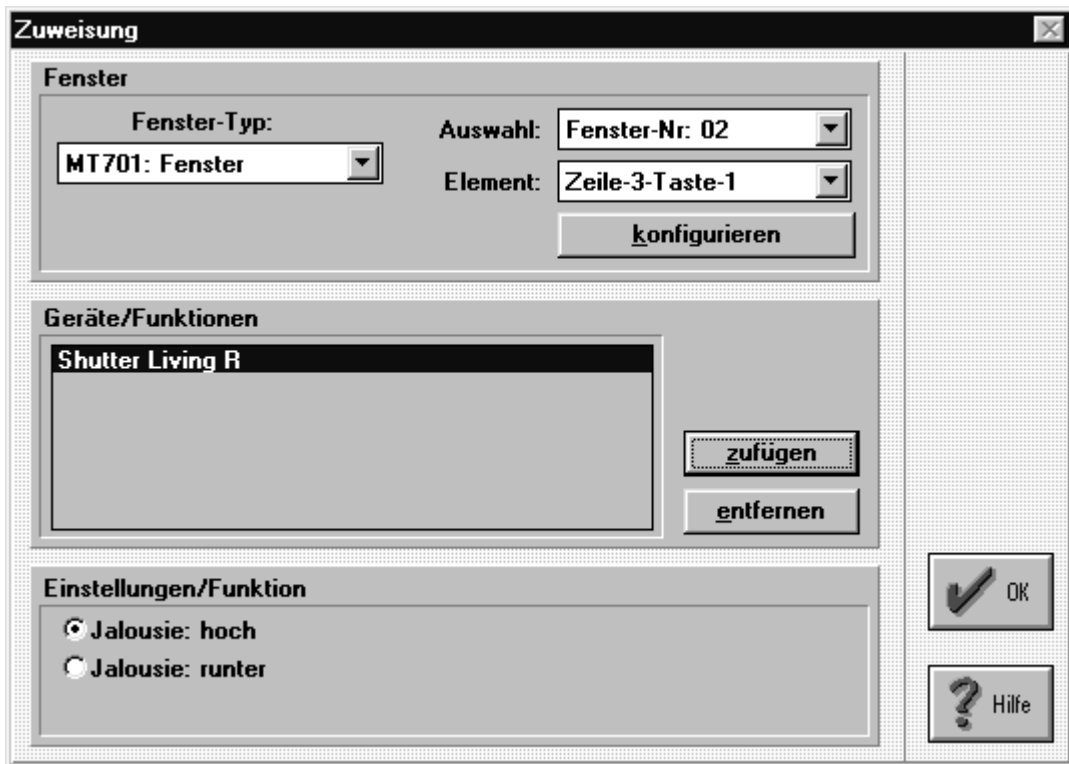 Zuweisung
Fenster
Fenster-Typ:
MT701: Fenster
Auswahl:
Fenster-Nr: 02
Element:
Zeile-3-Taste-1
konfigurieren
Geräte/Funktionen
Shutter Living R
zufügen
entfernen
Einstellungen/Funktion
Jalousie: hoch
Jalousie: runter
OK
Hilfe